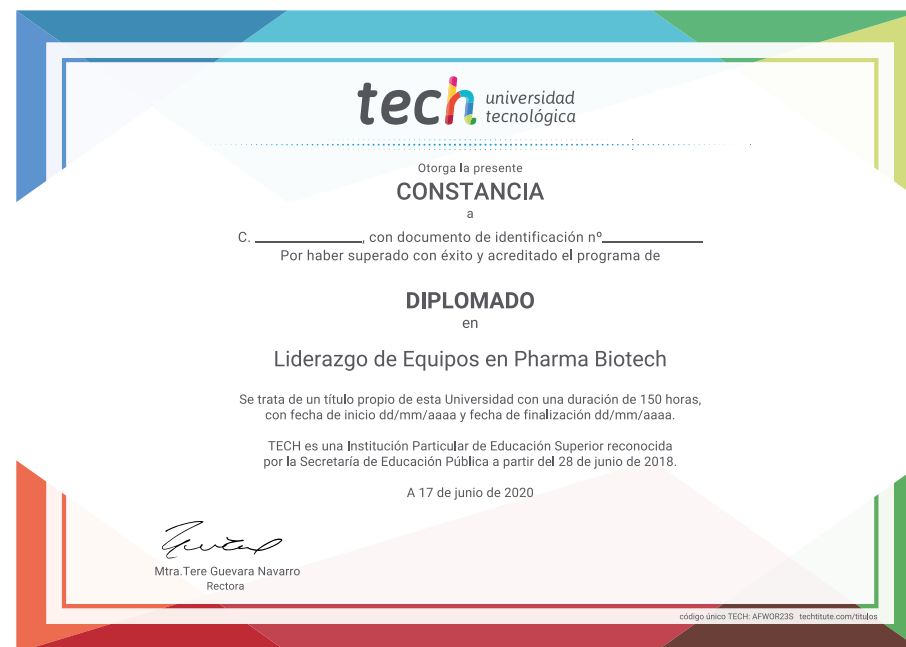 tech universidad
tecnológica
Otorga la presente
CONSTANCIA
a
C. ____________, con documento de identificación nº____________
Por haber superado con éxito y acreditado el programa de
DIPLOMADO
en
Liderazgo de Equipos en Pharma Biotech
Se trata de un título propio de esta Universidad con una duración de 150 horas,
con fecha de inicio dd/mm/aaaa y fecha de finalización dd/mm/aaaa.
TECH es una Institución Particular de Educación Superior reconocida
por la Secretaría de Educación Pública a partir del 28 de junio de 2018.
A 17 de junio de 2020
Mtra.Tere Guevara Navarro
Rectora
código único TECH: AFWOR23S techtitute.com/titulos